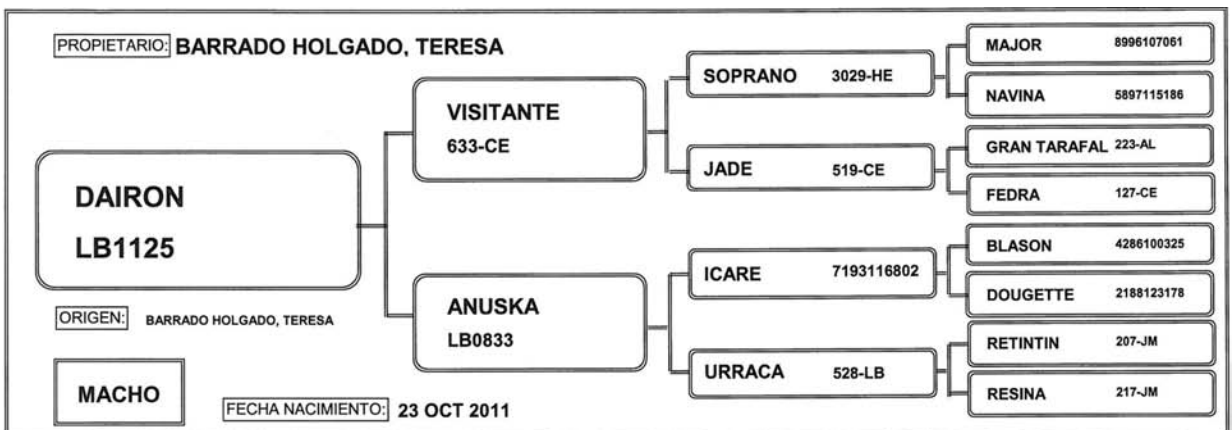 PROPIETARIO: BARRADO HOLGADO, TERESA
DAIRON
LB1125
ORIGEN: BARRADO HOLGADO, TERESA
MACHO
FECHA NACIMIENTO: 23 OCT 2011
VISITANTE
633-CE
ANUSKA
LB0833
SOPRANO 3029-HE
JADE 519-CE
ICARE 7193116802
URRACA 528-LB
MAJOR 8996107061
NAVINA 5897115186
GRAN TARAFAL 223-AL
FEDRA 127-CE
BLASON 4286100325
DOUGETTE 2188123178
RETINTIN 207-JM
RESINA 217-JM